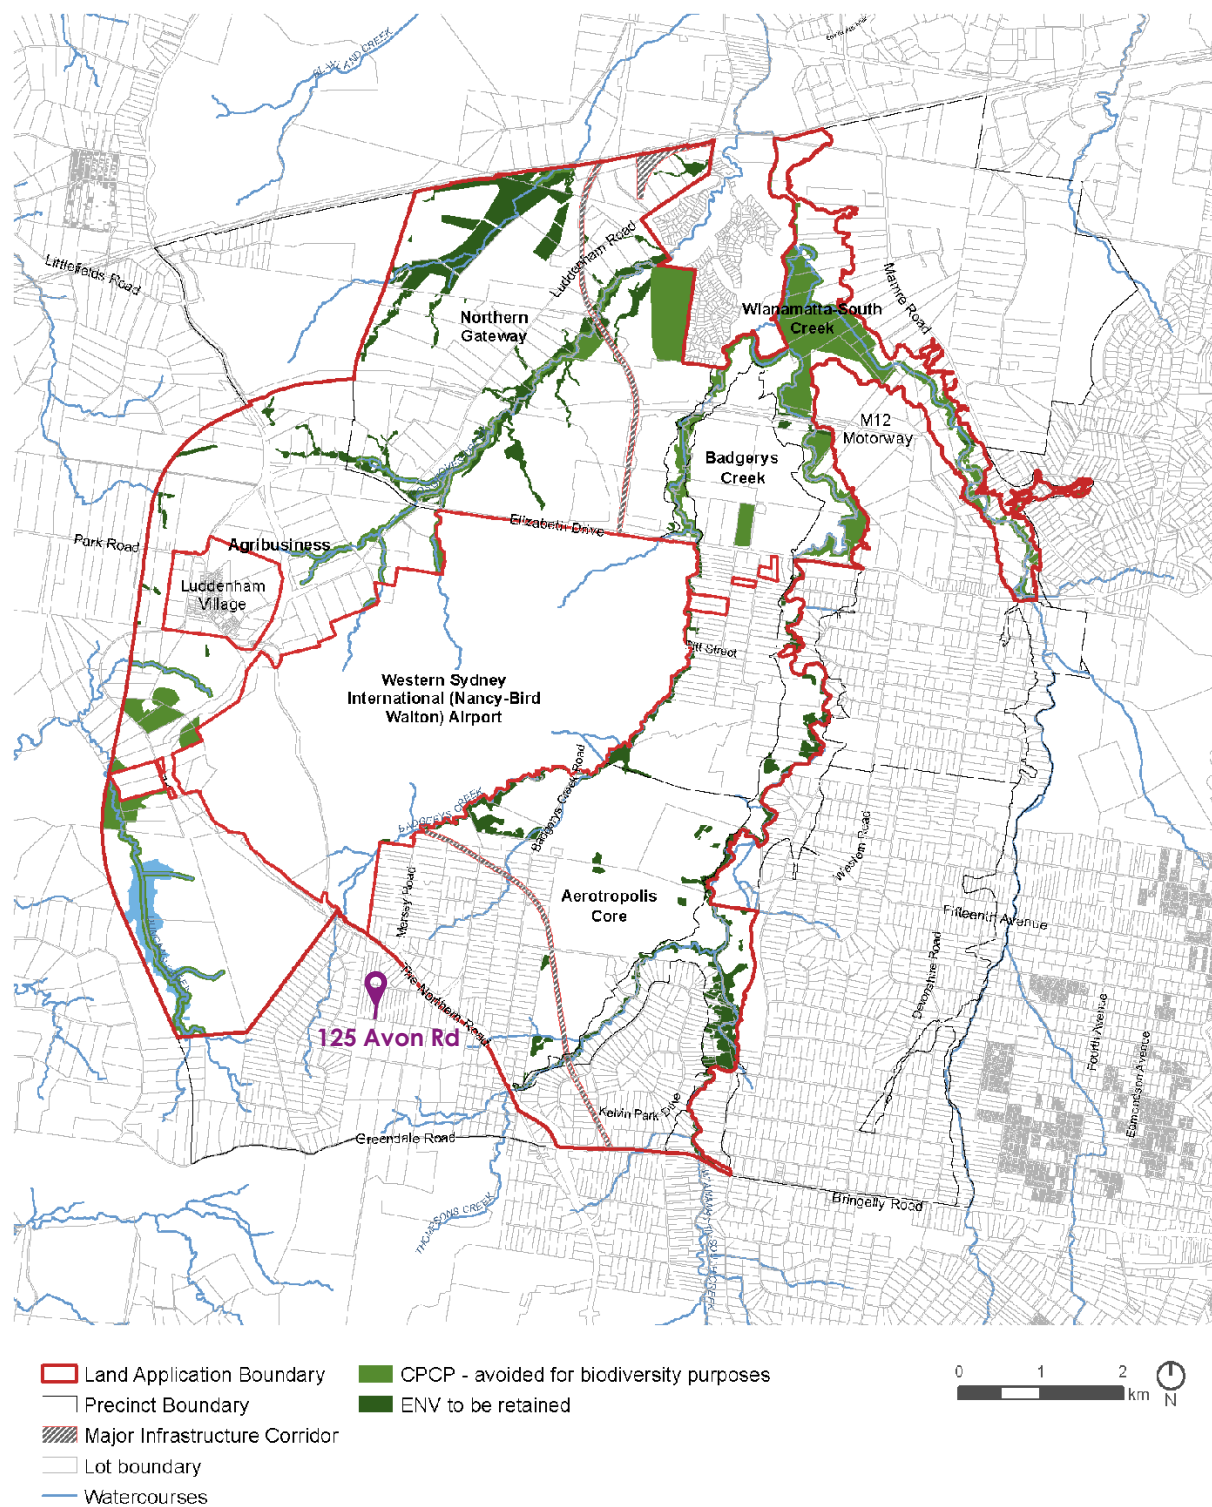 Littlefields Road
Luddenham Road
Mamre Road
Northern
Gateway
Wianamatta-South
Creek
M12
Motorway
Badgerys
Creek
Elizabeth Drive
Park Road
Agribusiness
Luddenham
Village
Pitt Street
Western Sydney
International (Nancy-Bird
Walton) Airport
BADGERYS CREEK
Badgerys Creek Road
Western Road
Mersey Road
Aerotropolis
Core
Fifteenth Avenue
Devonshire Road
The Northern Road
125 Avon Rd
Fourth Avenue
Edmondson Avenue
Kelvin Park Drive
Greendale Road
Bringelly Road
THOMPSONS CREEK
Land Application Boundary
Precinct Boundary
Major Infrastructure Corridor
Lot boundary
Watercourses
CPCP - avoided for biodiversity purposes
ENV to be retained
0 1 2
km
N